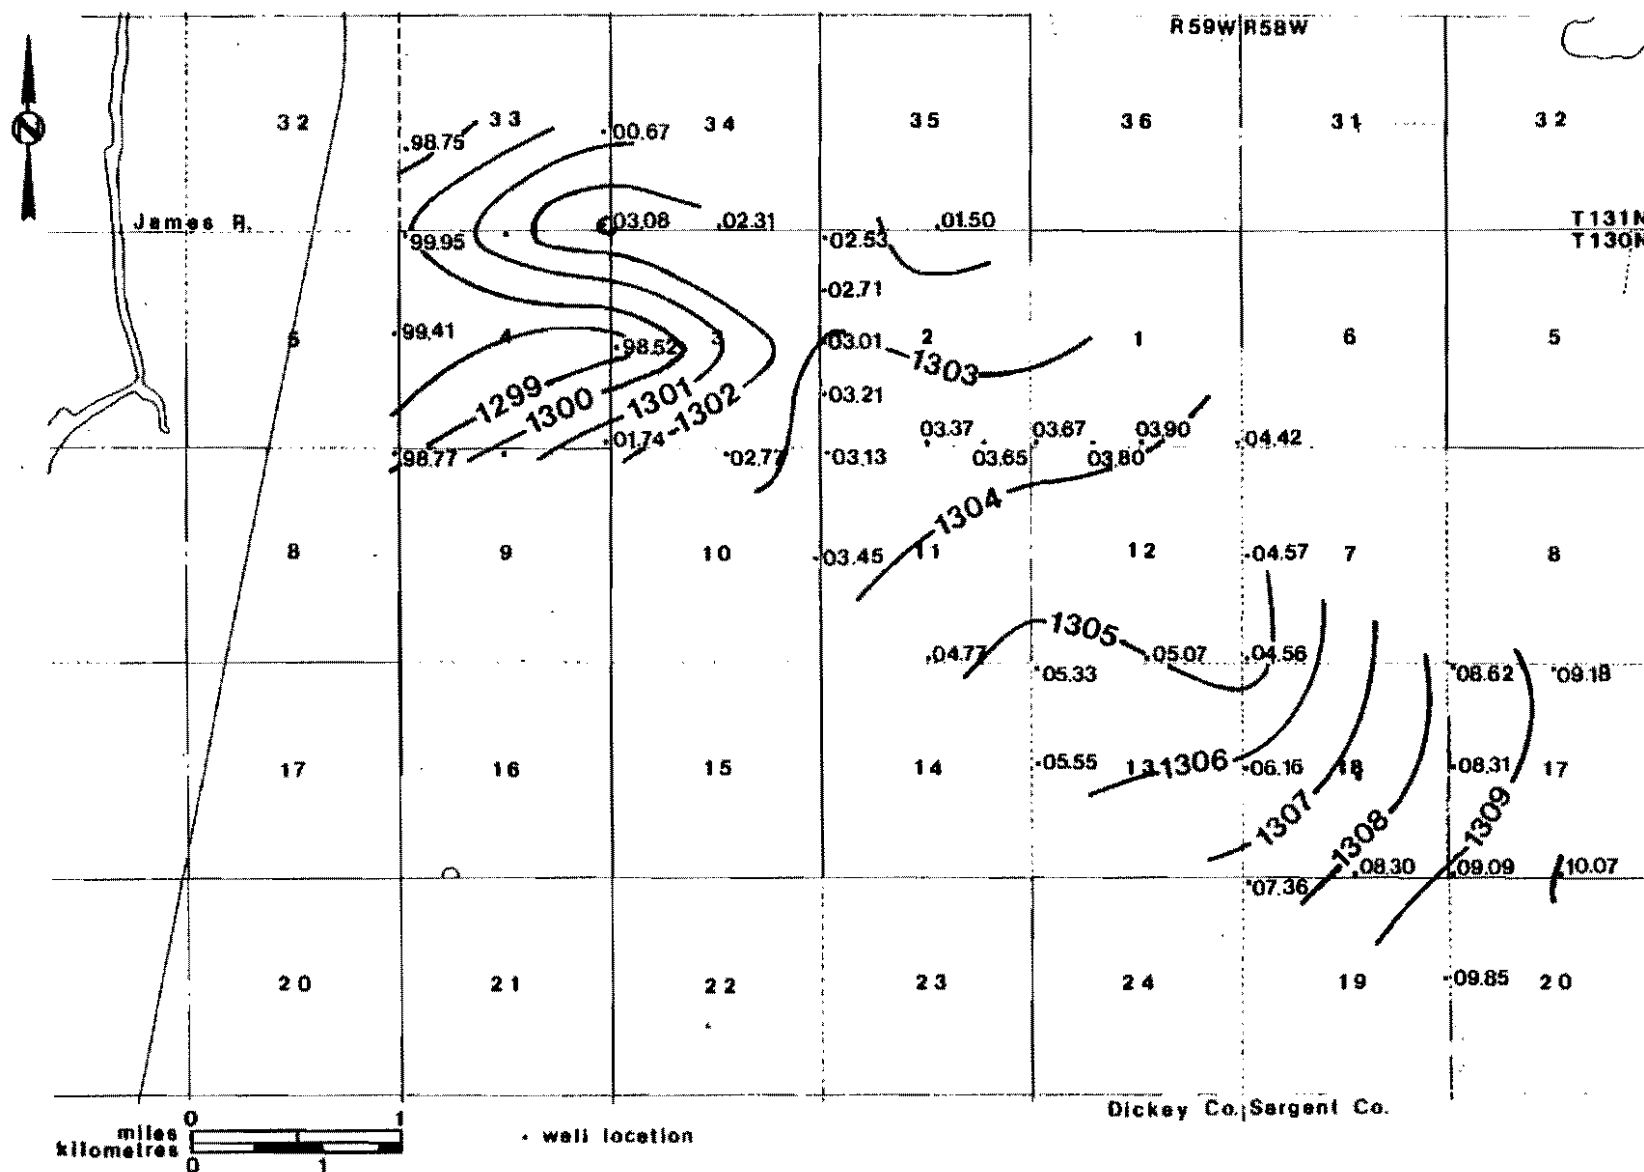 R59W R58W
32 33 34 35 36 31 32
00.67
98.75
James R. 03.08 02.31 01.50 T131N
99.95 02.53 T130N
02.71
99.41
5 4 98.52 3 03.01 2 1 6 5
1303
1299 1300 1301 1302
03.21
03.37 03.67 03.90 04.42
98.77 01.74 02.77 03.13 03.65 03.80
1304
8 9 10 03.45 11 12 04.57 7 8
1305
04.77 05.07 04.56
05.33 08.62 09.18
17 16 15 14 05.55 13 1306 06.16 18 08.31 17
1307 1308 1309
08.30 09.09 10.07
07.36
20 21 22 23 24 19 09.85 20
Dickey Co. Sargent Co.
0 1
miles
kilometres
0 1
well location
N